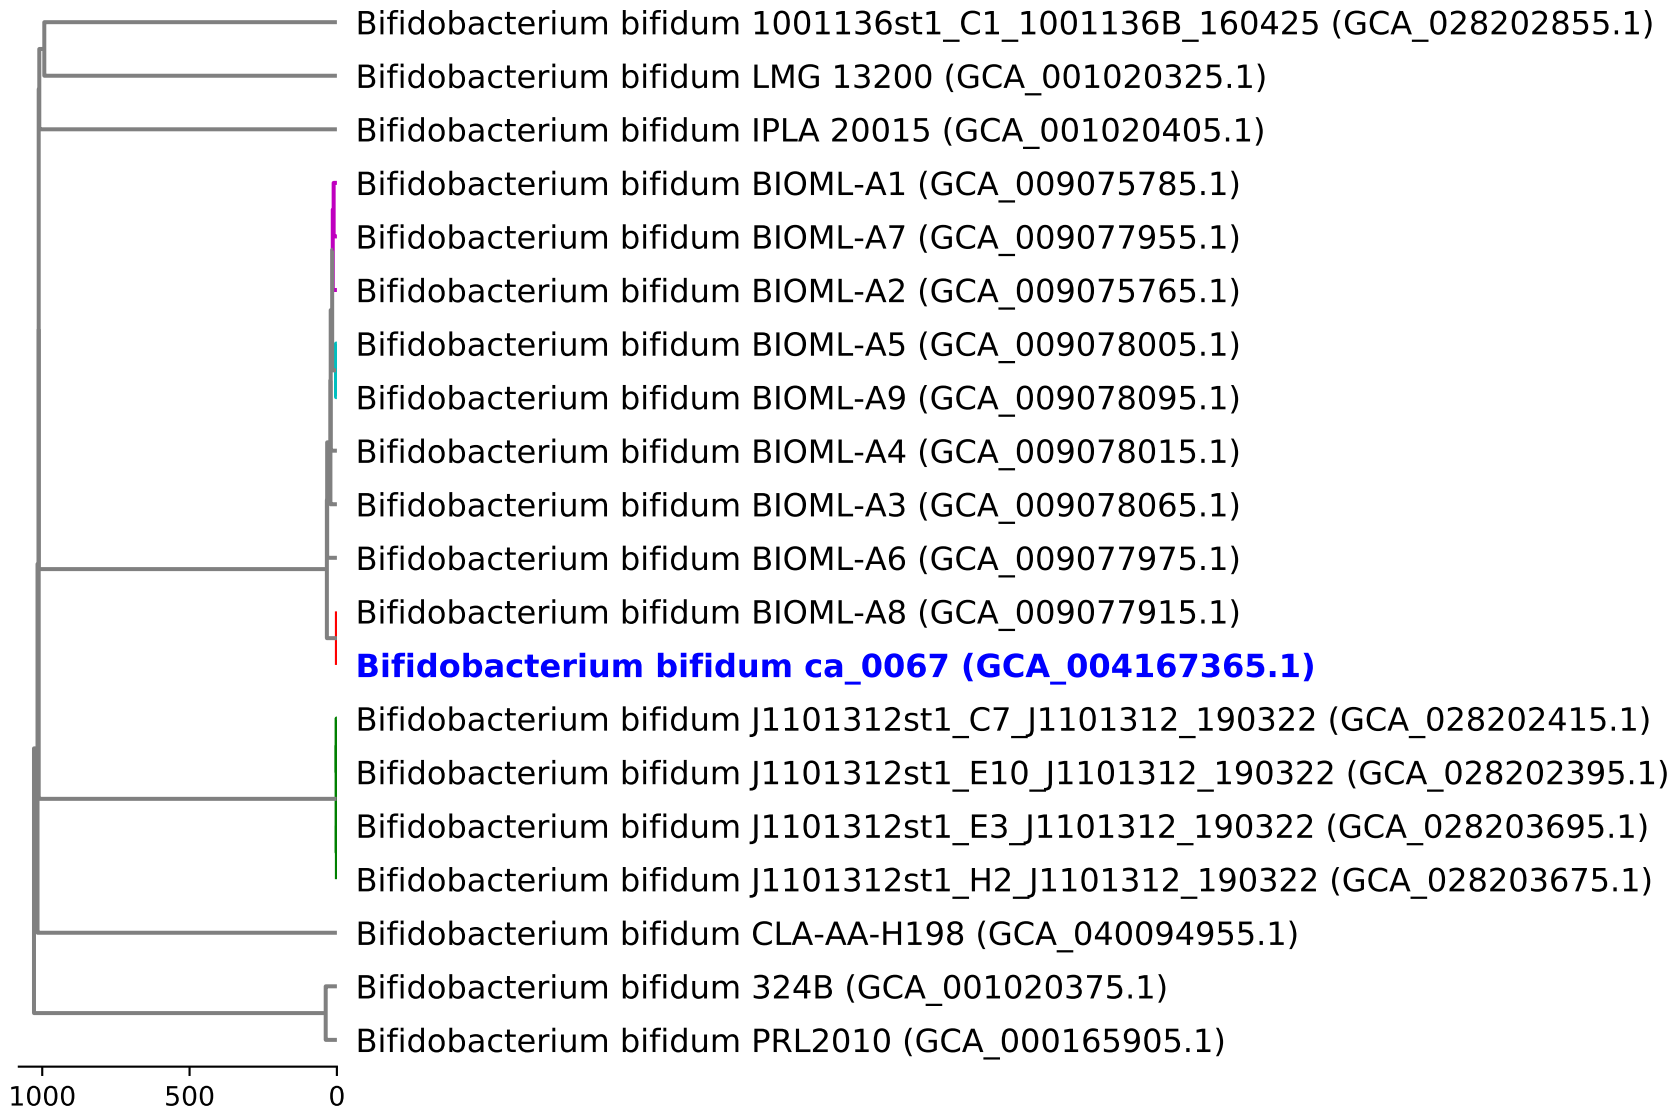 Bifidobacterium bifidum 1001136st1_C1_1001136B_160425 (GCA_028202855.1)
Bifidobacterium bifidum LMG 13200 (GCA_001020325.1)
Bifidobacterium bifidum IPLA 20015 (GCA_001020405.1)
Bifidobacterium bifidum BIOML-A1 (GCA_009075785.1)
Bifidobacterium bifidum BIOML-A7 (GCA_009077955.1)
Bifidobacterium bifidum BIOML-A2 (GCA_009075765.1)
Bifidobacterium bifidum BIOML-A5 (GCA_009078005.1)
Bifidobacterium bifidum BIOML-A9 (GCA_009078095.1)
Bifidobacterium bifidum BIOML-A4 (GCA_009078015.1)
Bifidobacterium bifidum BIOML-A3 (GCA_009078065.1)
Bifidobacterium bifidum BIOML-A6 (GCA_009077975.1)
Bifidobacterium bifidum BIOML-A8 (GCA_009077915.1)
Bifidobacterium bifidum ca_0067 (GCA_004167365.1)
Bifidobacterium bifidum J1101312st1_C7_J1101312_190322 (GCA_028202415.1)
Bifidobacterium bifidum J1101312st1_E10_J1101312_190322 (GCA_028202395.1)
Bifidobacterium bifidum J1101312st1_E3_J1101312_190322 (GCA_028203695.1)
Bifidobacterium bifidum J1101312st1_H2_J1101312_190322 (GCA_028203675.1)
Bifidobacterium bifidum CLA-AA-H198 (GCA_040094955.1)
Bifidobacterium bifidum 324B (GCA_001020375.1)
Bifidobacterium bifidum PRL2010 (GCA_000165905.1)
1000 500 0